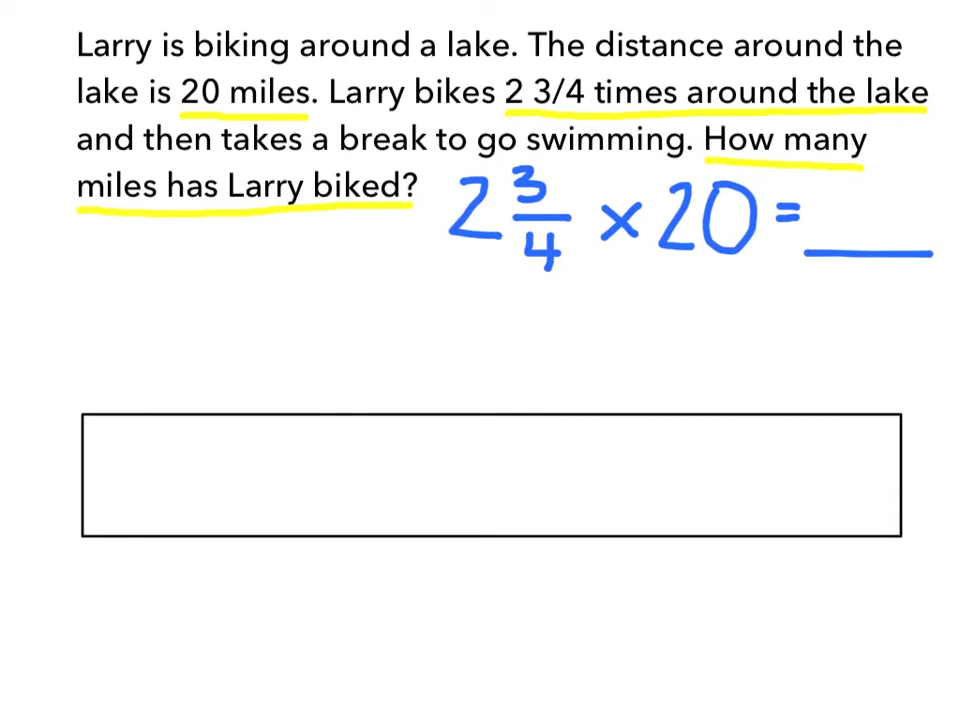 Larry is biking around a lake. The distance around the
lake is 20 miles. Larry bikes 2 3/4 times around the lake
and then takes a break to go swimming. How many
miles has Larry biked?
2 3/4 × 20 = ____